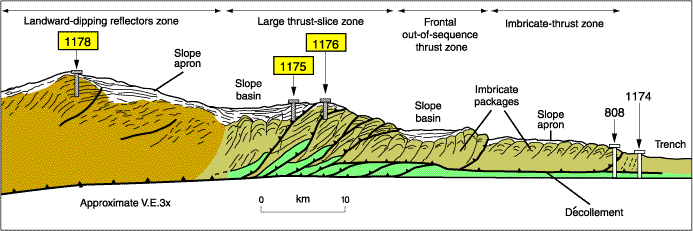 Landward-dipping reflectors zone
Large thrust-slice zone
Frontal
out-of-sequence
thrust zone
Imbricate-thrust zone
1178
1176
1175
Slope
apron
Slope
basin
Slope
basin
Imbricate
packages
Slope
apron
808
1174
Trench
Approximate V.E.3x
0 km 10
Décollement